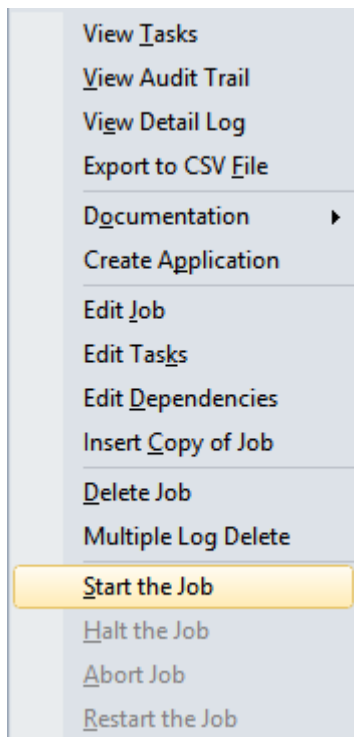 View Tasks
View Audit Trail
View Detail Log
Export to CSV File
Documentation
Create Application
Edit Job
Edit Tasks
Edit Dependencies
Insert Copy of Job
Delete Job
Multiple Log Delete
Start the Job
Halt the Job
Abort Job
Restart the Job